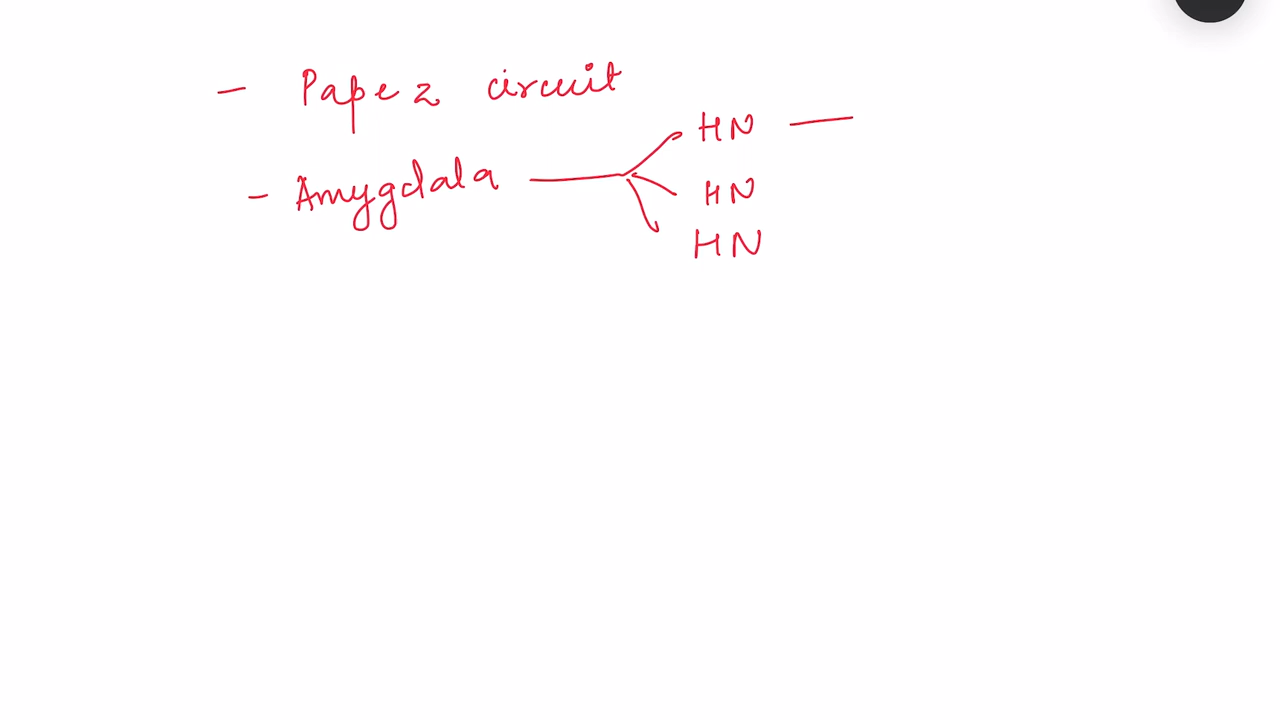 - Papez circuit
- Amygdala — HN —
HN
HN